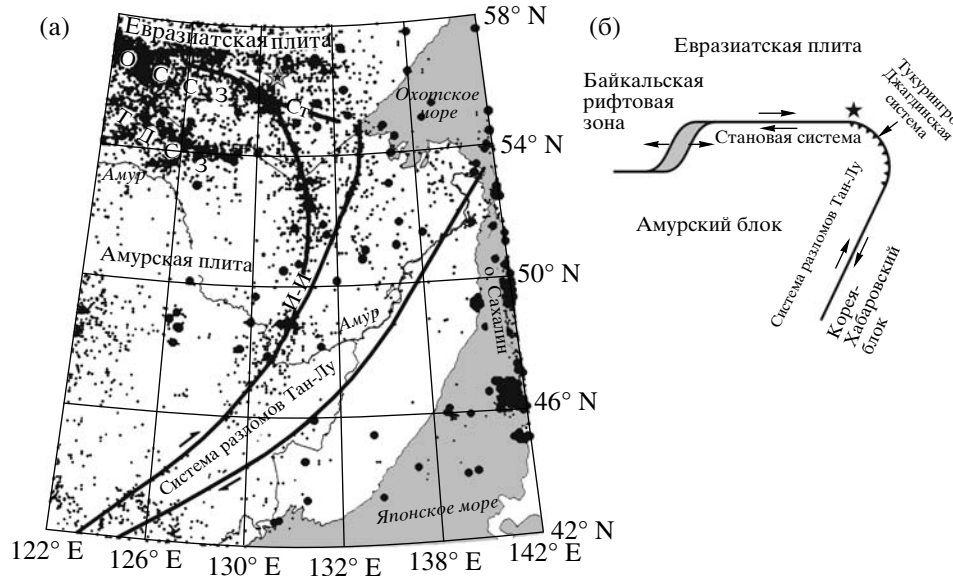 (а)
58° N
Евразиатская плита
О С С З
Ст
Охотское
море
Г Д С З
54° N
Амур
Амурская плита
И-И
50° N
Амур
о. Сахалин
46° N
Система разломов Тан-Лу
Японское море
42° N
122° E
126° E
130° E
132° E
138° E
142° E
(б)
Евразиатская плита
Байкальская
рифтовая
зона
Тукурингро-
Джагдинская
система
Становая система
Амурский блок
Система разломов Тан-Лу
Корея-
Хабаровский
блок